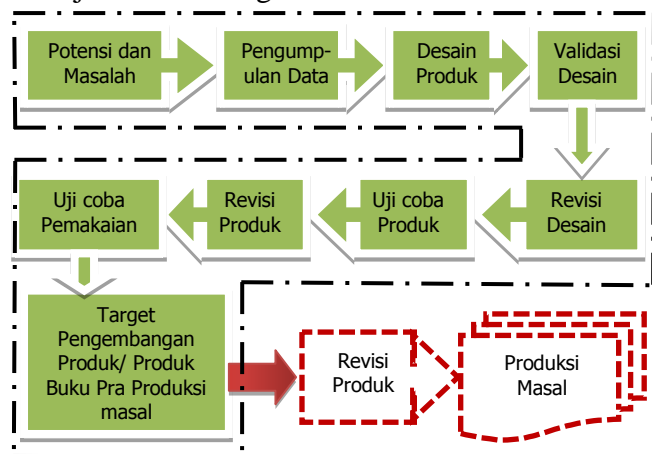 Potensi dan
Masalah
Pengump-
ulan Data
Desain
Produk
Validasi
Desain
Uji coba
Pemakaian
Revisi
Produk
Uji coba
Produk
Revisi
Desain
Target
Pengembangan
Produk/ Produk
Buku Pra Produksi
masal
Revisi
Produk
Produksi
Masal